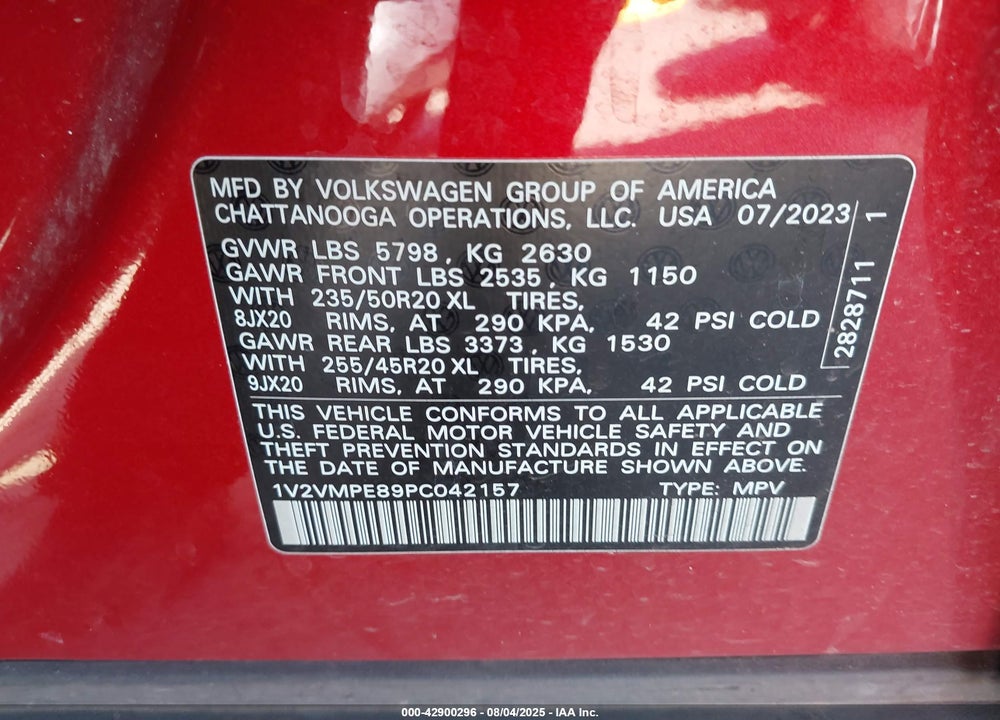 MFD BY VOLKSWAGEN GROUP OF AMERICA
CHATTANOOGA OPERATIONS, LLC. USA 07/2023
GVWR LBS 5798, KG 2630
GAWR FRONT LBS 2535, KG 1150
WITH 235/50R20 XL TIRES,
8JX20 RIMS, AT 290 KPA, 42 PSI COLD
GAWR REAR LBS 3373, KG 1530
WITH 255/45R20 XL TIRES,
9JX20 RIMS, AT 290 KPA, 42 PSI COLD
2828711 1
THIS VEHICLE CONFORMS TO ALL APPLICABLE
U.S. FEDERAL MOTOR VEHICLE SAFETY AND
THEFT PREVENTION STANDARDS IN EFFECT ON
THE DATE OF MANUFACTURE SHOWN ABOVE.
1V2VMPE89PC042157 TYPE: MPV
000-42900296 - 08/04/2025 - IAA Inc.